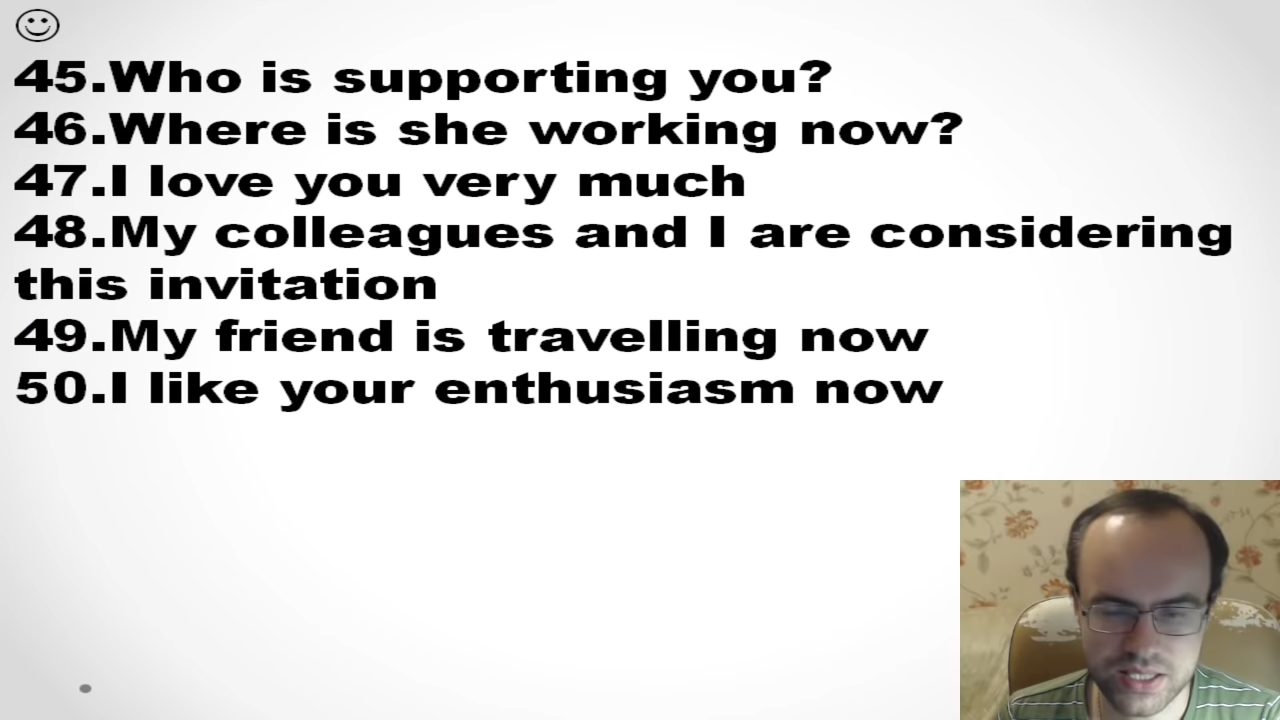 45.Who is supporting you?
46.Where is she working now?
47.I love you very much
48.My colleagues and I are considering
this invitation
49.My friend is travelling now
50.I like your enthusiasm now